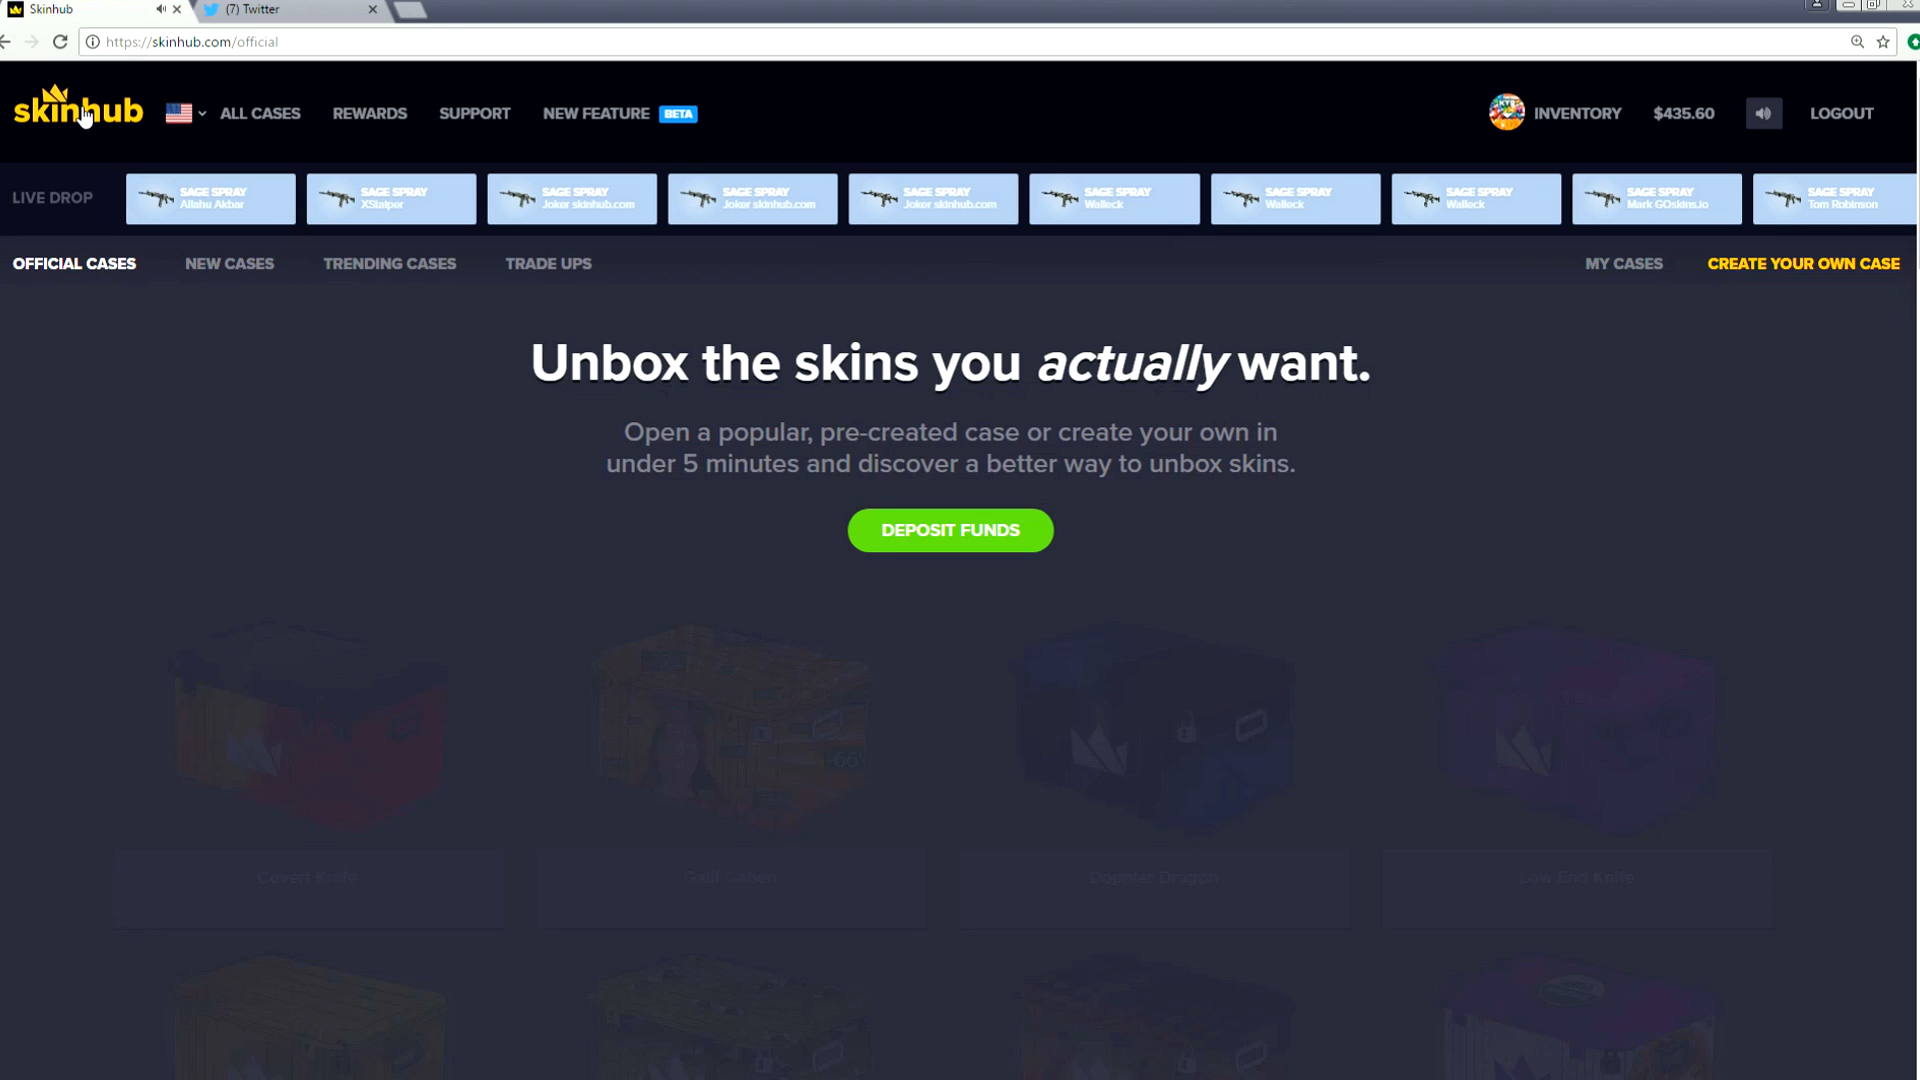 Skinhub
(7) Twitter
https://skinhub.com/official
skinhub
ALL CASES
REWARDS
SUPPORT
NEW FEATURE BETA
INVENTORY
$435.60
LOGOUT
LIVE DROP
SAGE SPRAY
Allahu Akbar
SAGE SPRAY
XStalper
SAGE SPRAY
Joker skinhub.com
SAGE SPRAY
Joker skinhub.com
SAGE SPRAY
Joker skinhub.com
SAGE SPRAY
Walleck
SAGE SPRAY
Walleck
SAGE SPRAY
Walleck
SAGE SPRAY
Mark GOskins.io
SAGE SPRAY
Tom Robinson
OFFICIAL CASES
NEW CASES
TRENDING CASES
TRADE UPS
MY CASES
CREATE YOUR OWN CASE
Unbox the skins you actually want.
Open a popular, pre-created case or create your own in
under 5 minutes and discover a better way to unbox skins.
DEPOSIT FUNDS
-66
Covert Knife
Galil Gaben
Doppler Dragon
Low End Knife